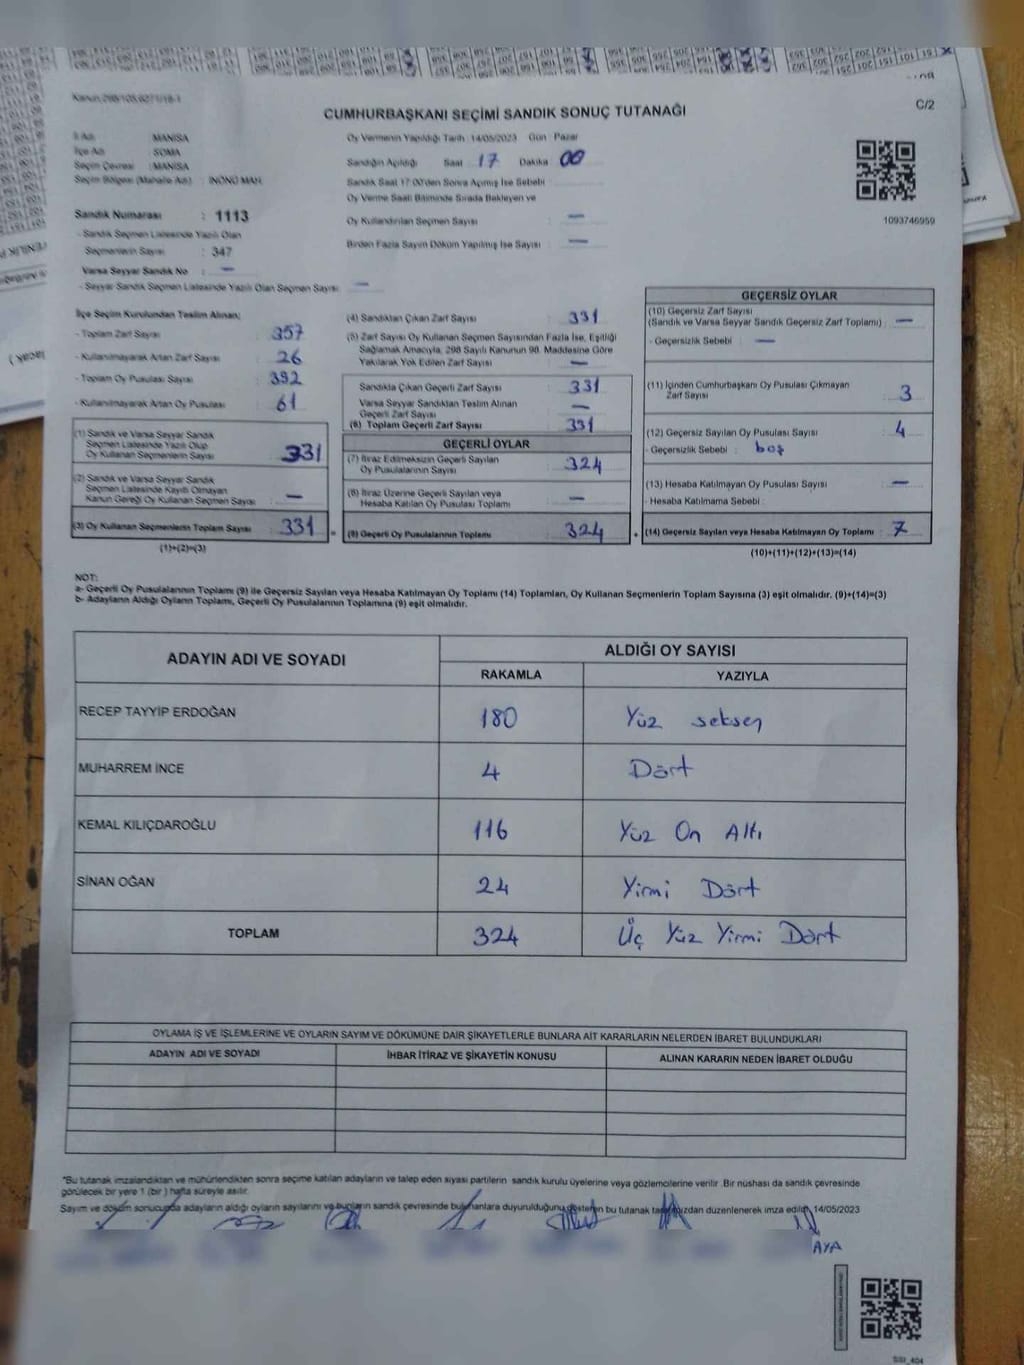 CUMHURBAŞKANI SEÇİMİ SANDIK SONUÇ TUTANAĞI
C/2
İl Adı MANİSA
İlçe Adı SOMA
Seçim Çevresi : MANİSA
Seçim Bölgesi (Mahalle Adı) : İNÖNÜ MAH.
Sandık Numarası : 1113
- Sandık Seçmen Listesinde Yazılı Olan
Seçmenlerin Sayısı : 347
Varsa Seyyar Sandık No : —
- Seyyar Sandık Seçmen Listesinde Yazılı Olan Seçmen Sayısı : —
Oy Vermenin Yapıldığı Tarih : 14/05/2023 Gün : Pazar
Sandığın Açıldığı Saat 17 Dakika 00
Sandık Saat 17:00'den Sonra Açılmış İse Sebebi :
Oy Verme Saati Bitiminde Sırada Bekleyen ve
Oy Kullandırılan Seçmen Sayısı : —
Birden Fazla Sayım Döküm Yapılmış İse Sayısı : —
1093746959
İlçe Seçim Kurulundan Teslim Alınan;
- Toplam Zarf Sayısı : 357
- Kullanılmayarak Artan Zarf Sayısı : 26
- Toplam Oy Pusulası Sayısı : 392
- Kullanılmayarak Artan Oy Pusulası : 61
(1) Sandık ve Varsa Seyyar Sandık
Seçmen Listesinde Yazılı Olup
Oy Kullanan Seçmenlerin Sayısı : 331
(2) Sandık ve Varsa Seyyar Sandık
Seçmen Listesinde Kayıtlı Olmayan
Kanun Gereği Oy Kullanan Seçmen Sayısı : —
(3) Oy Kullanan Seçmenlerin Toplam Sayısı : 331
(1)+(2)=(3)
(4) Sandıktan Çıkan Zarf Sayısı : 331
(5) Zarf Sayısı Oy Kullanan Seçmen Sayısından Fazla İse, Eşitliği
Sağlamak Amacıyla, 298 Sayılı Kanunun 98. Maddesine Göre
Yakılarak Yok Edilen Zarf Sayısı : —
Sandıkta Çıkan Geçerli Zarf Sayısı : 331
Varsa Seyyar Sandıktan Teslim Alınan
Geçerli Zarf Sayısı : —
(6) Toplam Geçerli Zarf Sayısı : 331
GEÇERLİ OYLAR
(7) İtiraz Edilmeksizin Geçerli Sayılan
Oy Pusulalarının Sayısı : 324
(8) İtiraz Üzerine Geçerli Sayılan veya
Hesaba Katılan Oy Pusulası Toplamı : —
(9) Geçerli Oy Pusulalarının Toplamı : 324
GEÇERSİZ OYLAR
(10) Geçersiz Zarf Sayısı
(Sandık ve Varsa Seyyar Sandık Geçersiz Zarf Toplamı) : —
- Geçersizlik Sebebi : —
(11) İçinden Cumhurbaşkanı Oy Pusulası Çıkmayan
Zarf Sayısı : 3
(12) Geçersiz Sayılan Oy Pusulası Sayısı : 4
- Geçersizlik Sebebi : boş
(13) Hesaba Katılmayan Oy Pusulası Sayısı : —
- Hesaba Katılmama Sebebi :
(14) Geçersiz Sayılan veya Hesaba Katılmayan Oy Toplamı : 7
(10)+(11)+(12)+(13)=(14)
NOT:
a- Geçerli Oy Pusulalarının Toplamı (9) ile Geçersiz Sayılan veya Hesaba Katılmayan Oy Toplamı (14) Toplamları, Oy Kullanan Seçmenlerin Toplam Sayısına (3) eşit olmalıdır. (9)+(14)=(3)
b- Adayların Aldığı Oyların Toplamı, Geçerli Oy Pusulalarının Toplamına (9) eşit olmalıdır.
ADAYIN ADI VE SOYADI ALDIĞI OY SAYISI
RAKAMLA YAZIYLA
RECEP TAYYİP ERDOĞAN 180 Yüz seksen
MUHARREM İNCE 4 Dört
KEMAL KILIÇDAROĞLU 116 Yüz On Altı
SİNAN OĞAN 24 Yirmi Dört
TOPLAM 324 Üç Yüz Yirmi Dört
OYLAMA İŞ VE İŞLEMLERİNE VE OYLARIN SAYIM VE DÖKÜMÜNE DAİR ŞİKAYETLERLE BUNLARA AİT KARARLARIN NELERDEN İBARET BULUNDUKLARI
ADAYIN ADI VE SOYADI İHBAR İTİRAZ VE ŞİKAYETİN KONUSU ALINAN KARARIN NEDEN İBARET OLDUĞU
*Bu tutanak imzalandıktan ve mühürlendikten sonra seçime katılan adayların ve talep eden siyasi partilerin sandık kurulu üyelerine veya gözlemcilerine verilir. Bir nüshası da sandık çevresinde
görülecek bir yere 1 (bir) hafta süreyle asılır.
Sayım ve döküm sonucunda adayların aldığı oyların sayılarını ve bunların sandık çevresinde bulunanlara duyurulduğunu gösteren bu tutanak tarafımızdan düzenlenerek imza edildi. 14/05/2023
AYA